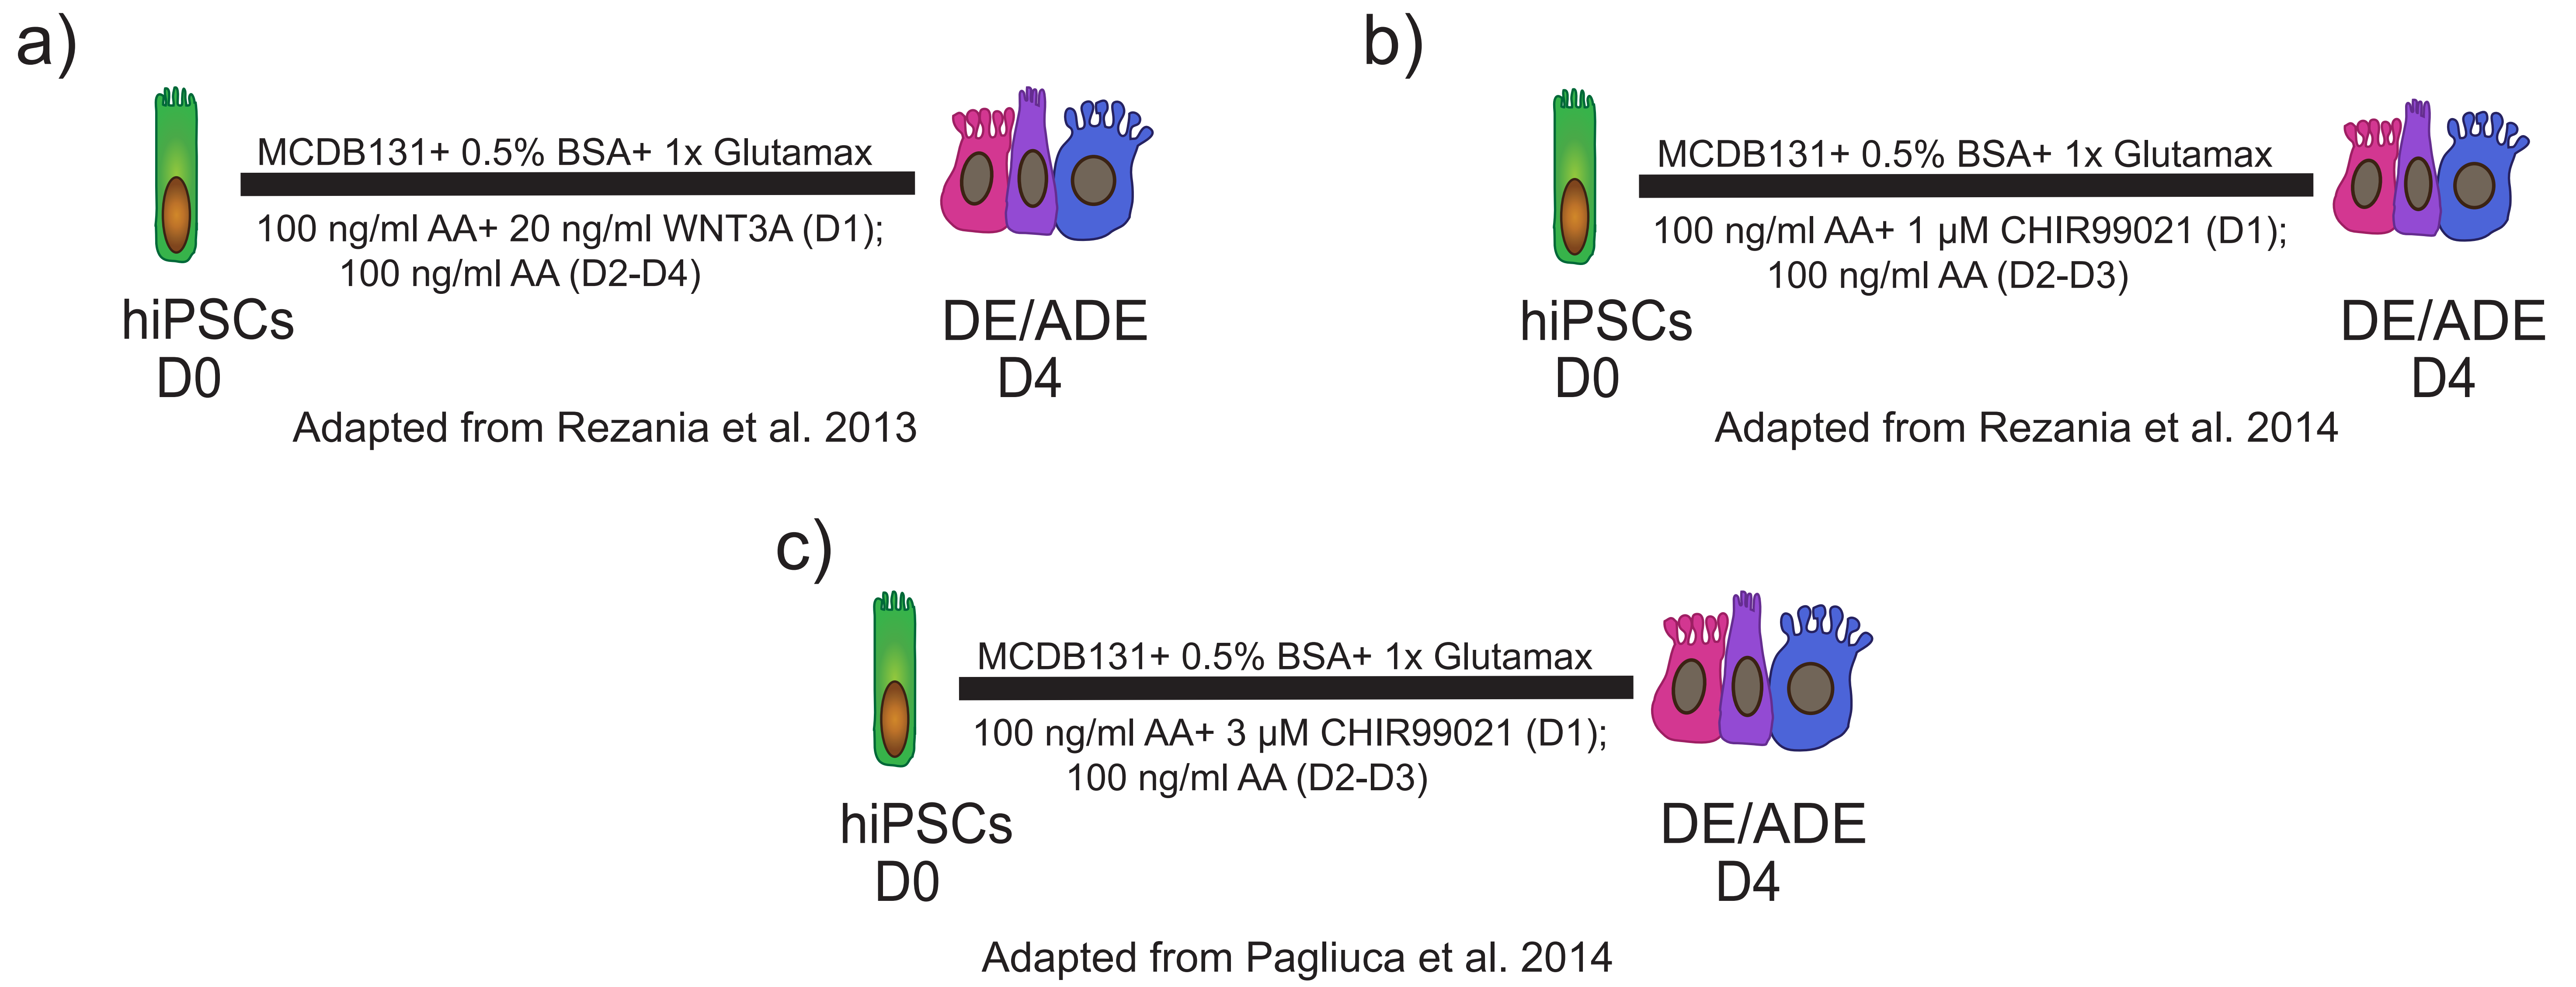 a)
MCDB131+ 0.5% BSA+ 1x Glutamax
100 ng/ml AA+ 20 ng/ml WNT3A (D1);
100 ng/ml AA (D2-D4)
hiPSCs
D0
DE/ADE
D4
Adapted from Rezania et al. 2013
b)
MCDB131+ 0.5% BSA+ 1x Glutamax
100 ng/ml AA+ 1 µM CHIR99021 (D1);
100 ng/ml AA (D2-D3)
hiPSCs
D0
DE/ADE
D4
Adapted from Rezania et al. 2014
c)
MCDB131+ 0.5% BSA+ 1x Glutamax
100 ng/ml AA+ 3 µM CHIR99021 (D1);
100 ng/ml AA (D2-D3)
hiPSCs
D0
DE/ADE
D4
Adapted from Pagliuca et al. 2014